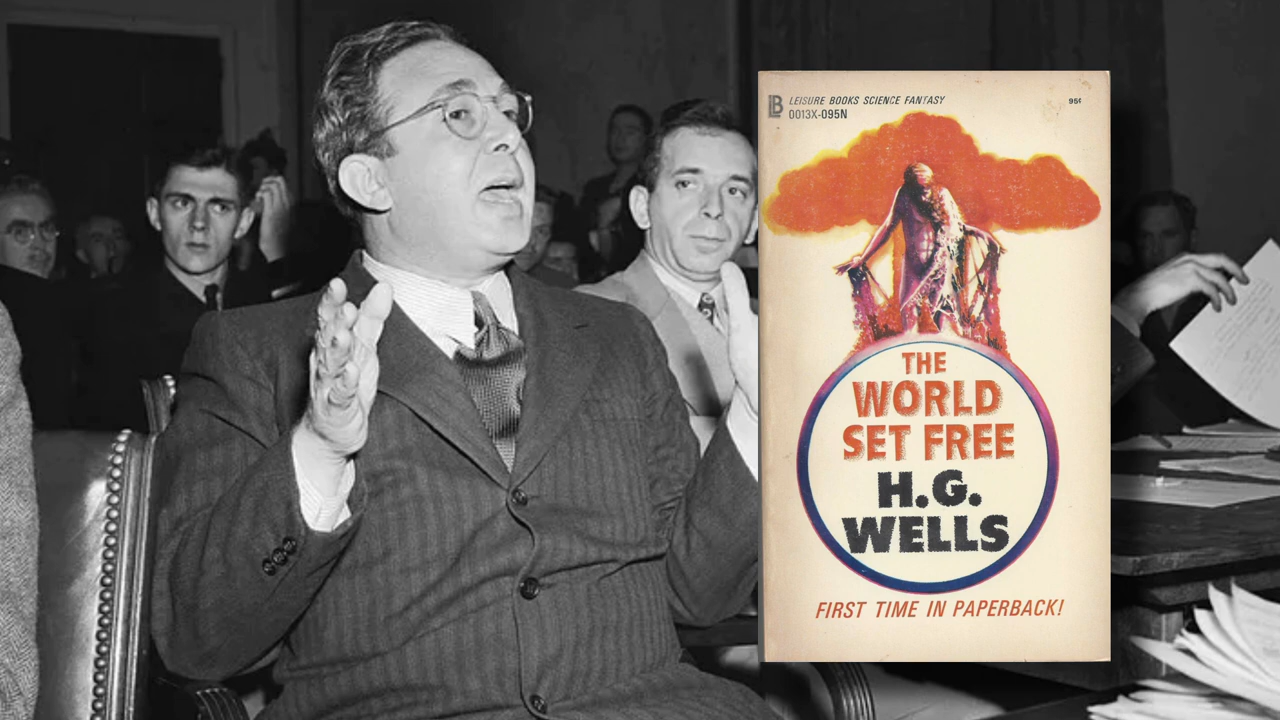 LB LEISURE BOOKS SCIENCE FANTASY 95¢
0013X-095N
THE
WORLD
SET FREE
H.G.
WELLS
FIRST TIME IN PAPERBACK!